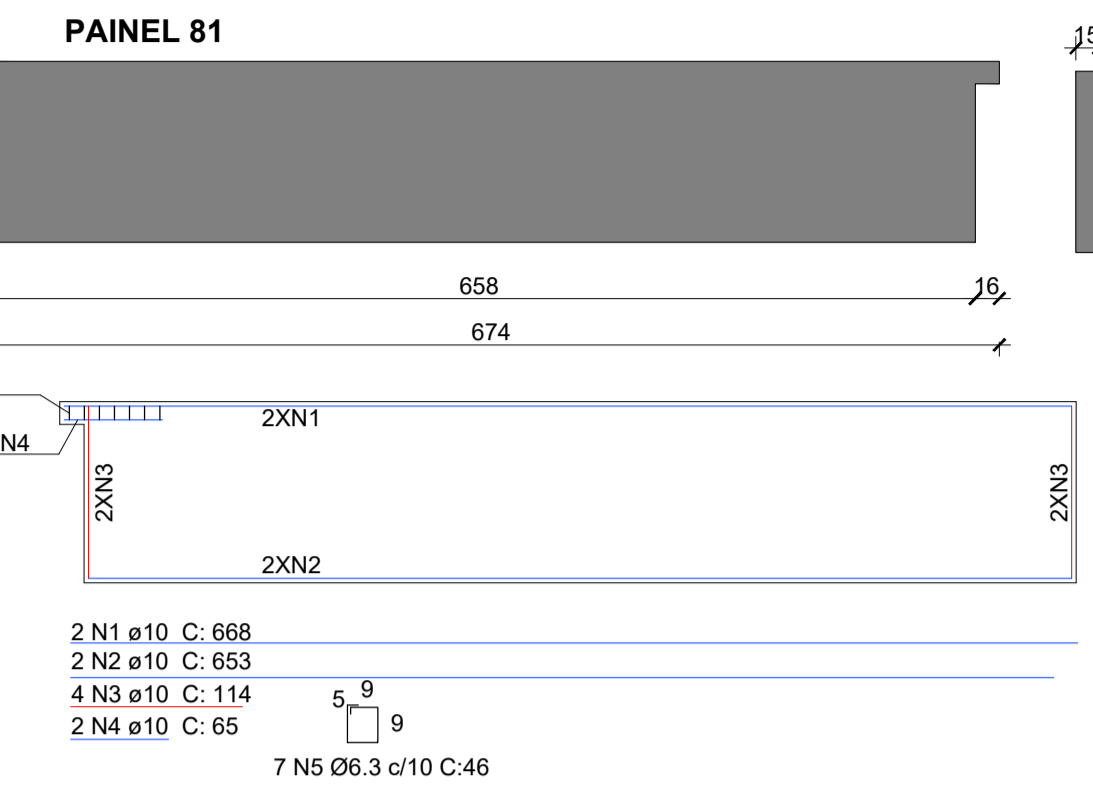 PAINEL 81
15
658
16
674
2XN1
N4
2XN3
2XN3
2XN2
2 N1 ø10 C: 668
2 N2 ø10 C: 653
4 N3 ø10 C: 114
2 N4 ø10 C: 65
5
9
9
7 N5 Ø6.3 c/10 C:46